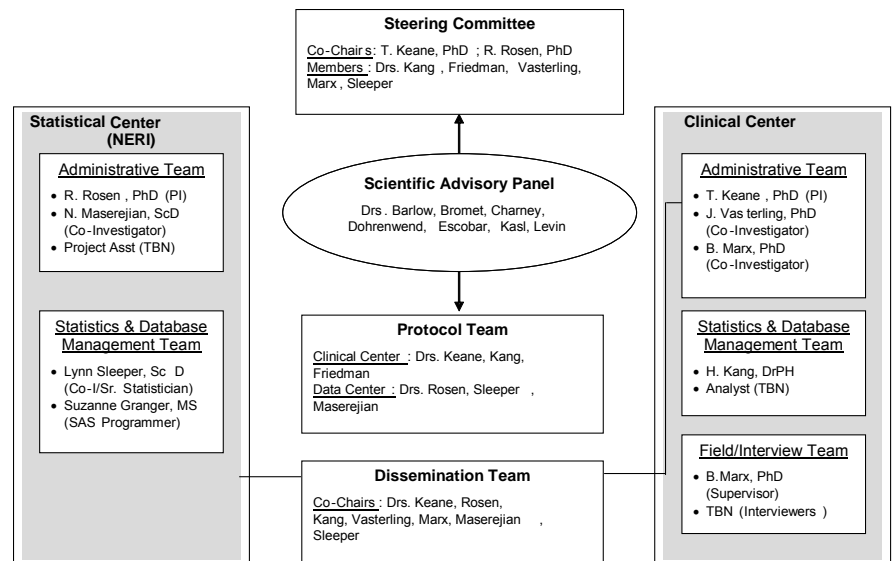 Steering Committee
Co-Chairs: T. Keane, PhD ; R. Rosen, PhD
Members : Drs. Kang , Friedman, Vasterling,
Marx , Sleeper
Statistical Center
(NERI)
Administrative Team
• R. Rosen , PhD (PI)
• N. Maserejian, ScD
(Co-Investigator)
• Project Asst (TBN)
Statistics & Database
Management Team
• Lynn Sleeper, Sc D
(Co-I/Sr. Statistician)
• Suzanne Granger, MS
(SAS Programmer)
Scientific Advisory Panel
Drs. Barlow, Bromet, Charney,
Dohrenwend, Escobar, Kasl, Levin
Protocol Team
Clinical Center : Drs. Keane, Kang,
Friedman
Data Center : Drs. Rosen, Sleeper ,
Maserejian
Dissemination Team
Co-Chairs : Drs. Keane, Rosen,
Kang, Vasterling, Marx, Maserejian ,
Sleeper
Clinical Center
Administrative Team
• T. Keane , PhD (PI)
• J. Vasterling, PhD
(Co-Investigator)
• B. Marx, PhD
(Co-Investigator)
Statistics & Database
Management Team
• H. Kang, DrPH
• Analyst (TBN)
Field/Interview Team
• B.Marx, PhD
(Supervisor)
• TBN (Interviewers )